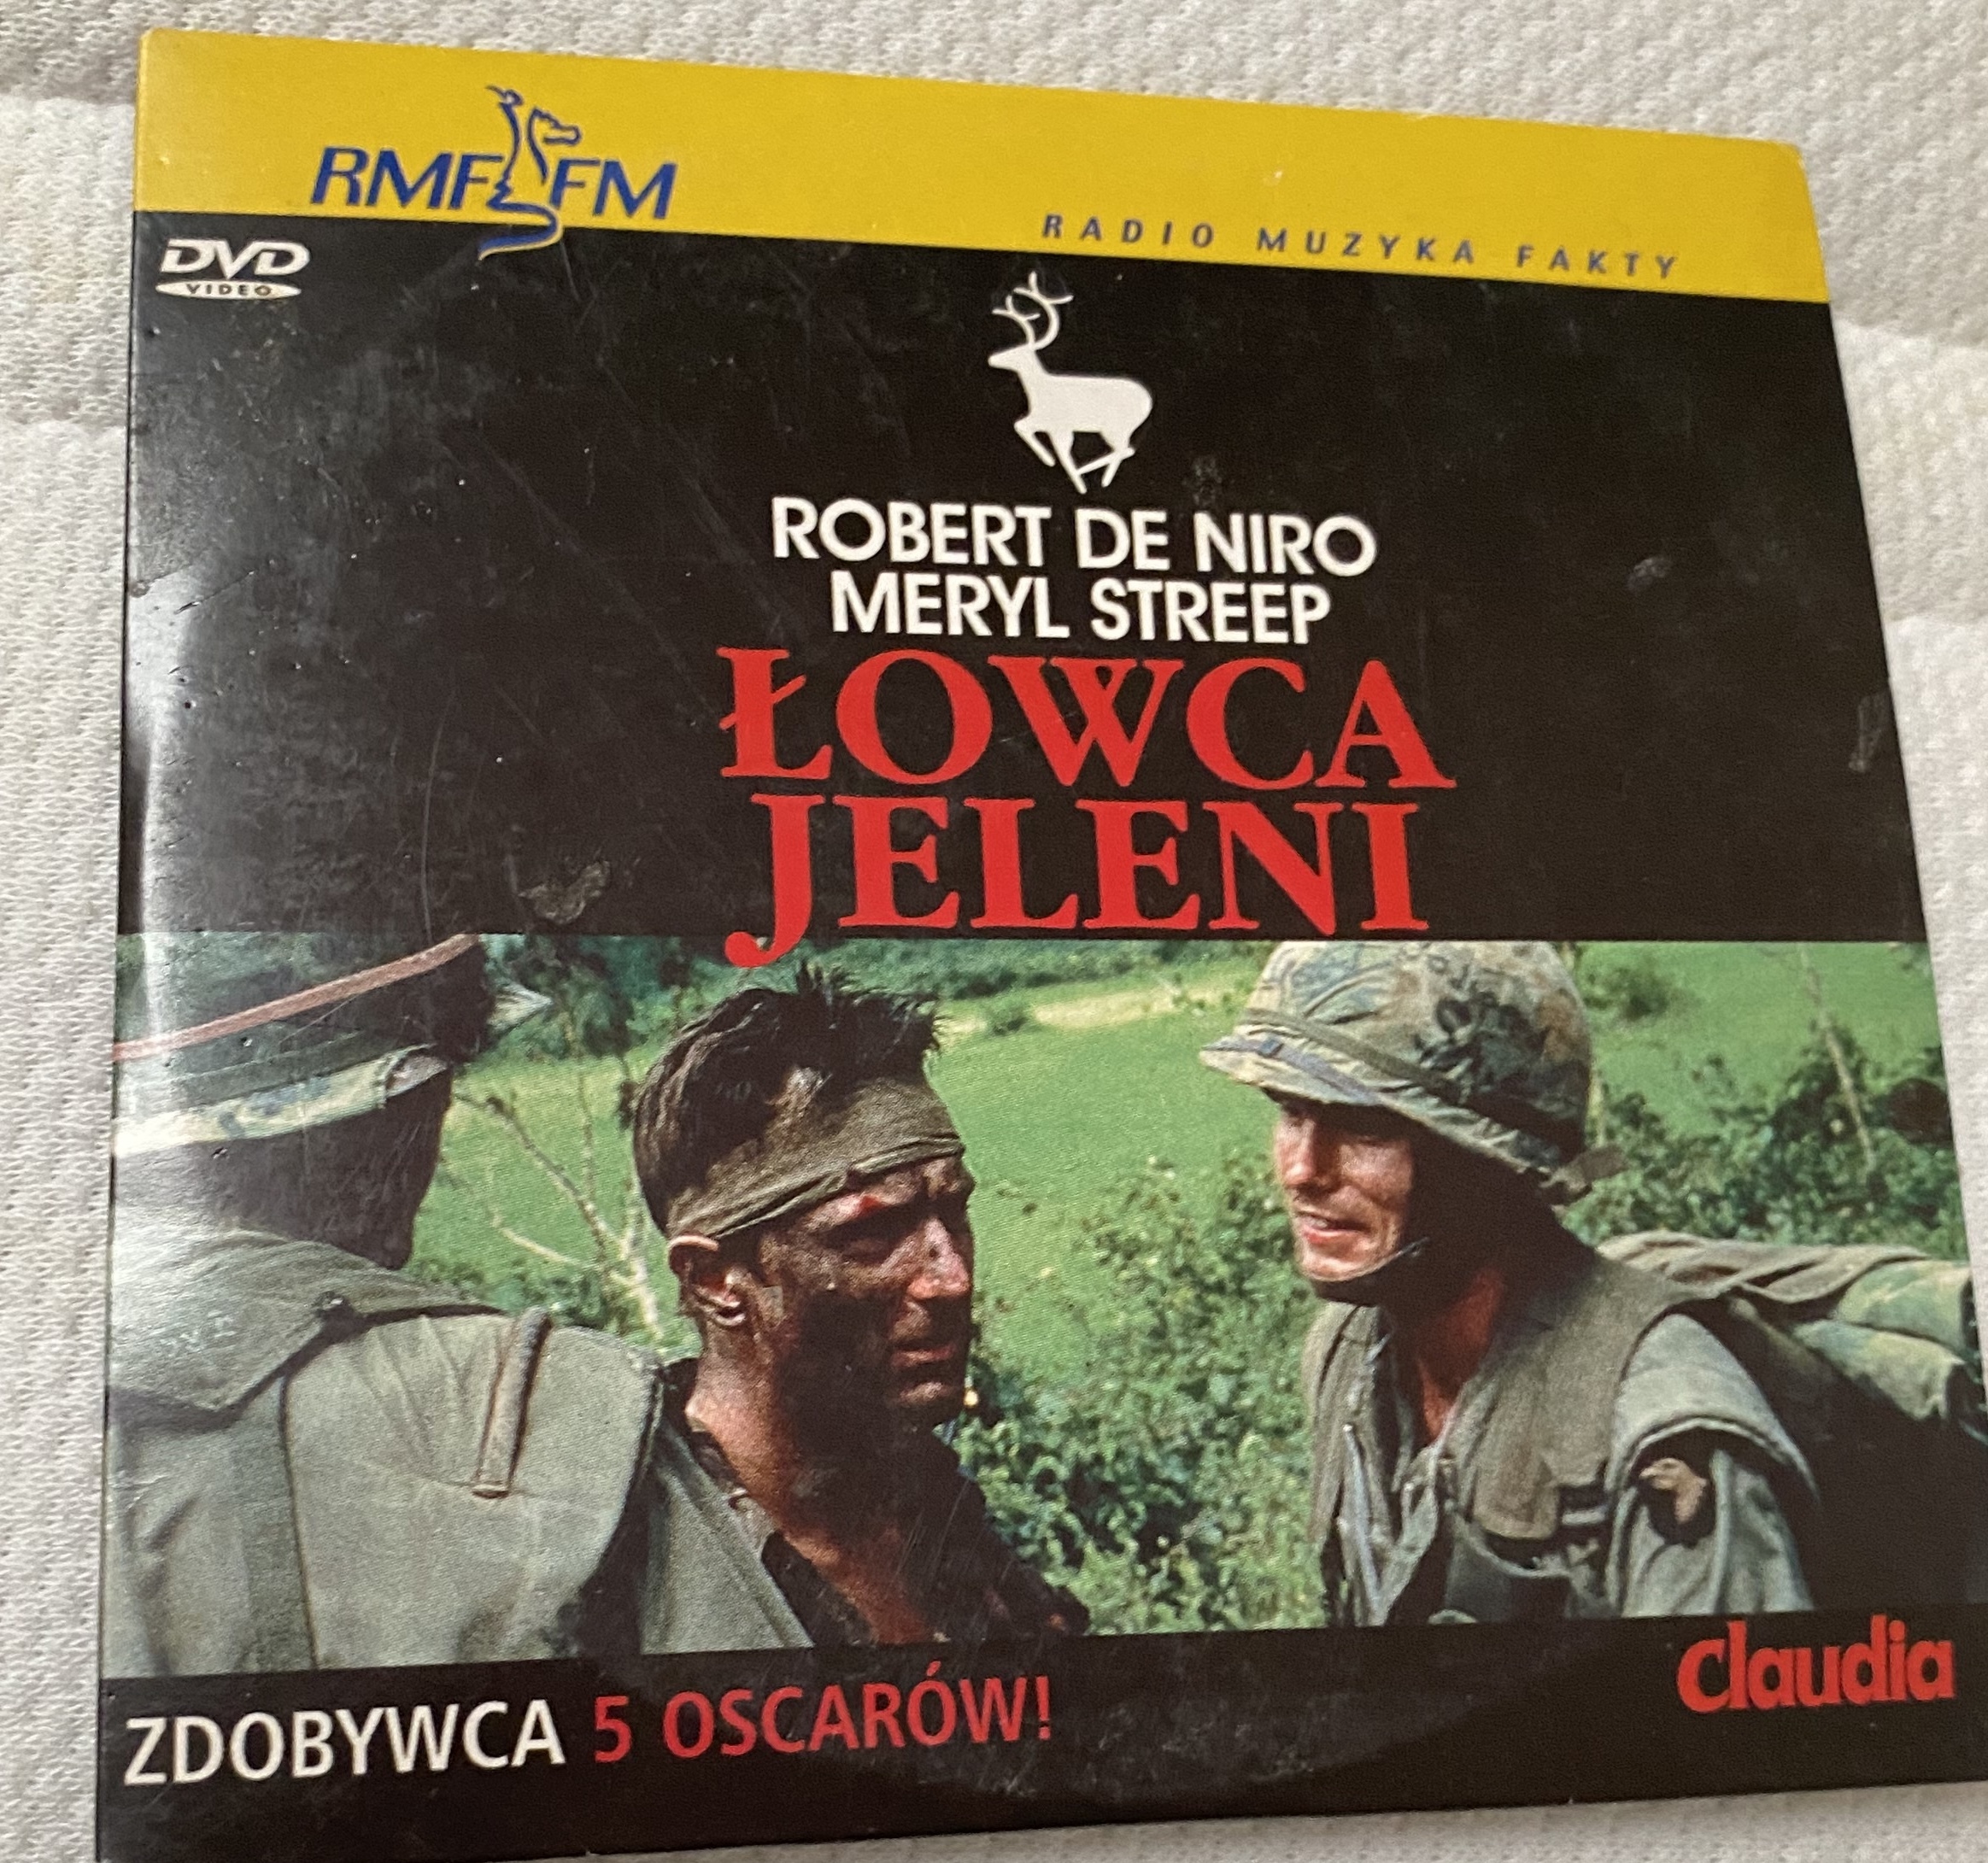 RMF FM
RADIO MUZYKA FAKTY
DVD
VIDEO
ROBERT DE NIRO
MERYL STREEP
ŁOWCA
JELENI
Claudia
ZDOBYWCA 5 OSCARÓW!